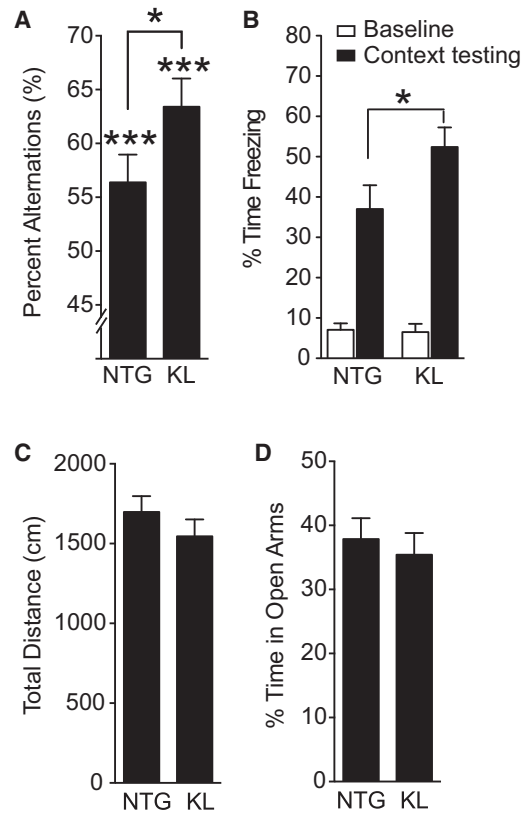 A
Percent Alternations (%)
70
65
60
55
50
45
*
***
***
NTG KL
B
Baseline
Context testing
% Time Freezing
80
70
60
50
40
30
20
10
0
*
NTG KL
C
Total Distance (cm)
2000
1500
1000
500
0
NTG KL
D
% Time in Open Arms
50
40
30
20
10
0
NTG KL